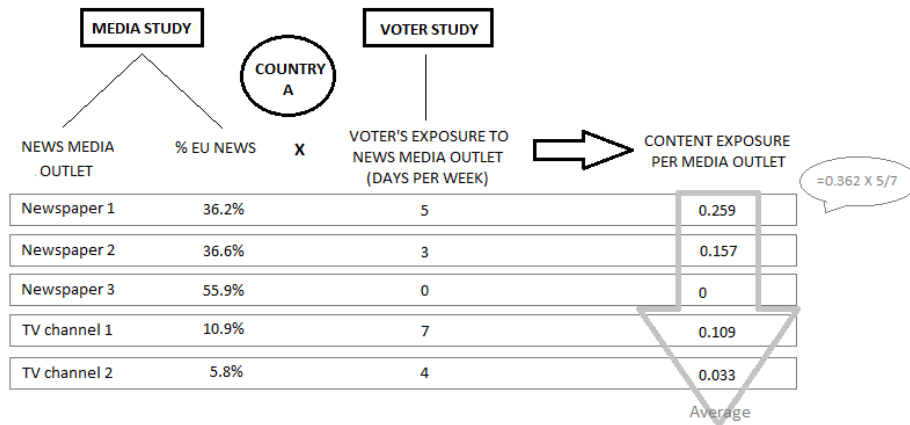 MEDIA STUDY
VOTER STUDY
COUNTRY
A
NEWS MEDIA
. OUTLET
% EU NEWS
X
VOTER'S EXPOSURE TO
NEWS MEDIA OUTLET
(DAYS PER WEEK)
CONTENT EXPOSURE
PER MEDIA OUTLET
=0.362 X 5/7
Newspaper 1 36.2% 5 0.259
Newspaper 2 36.6% 3 0.157
Newspaper 3 55.9% 0 0
TV channel 1 10.9% 7 0.109
TV channel 2 5.8% 4 0.033
Average